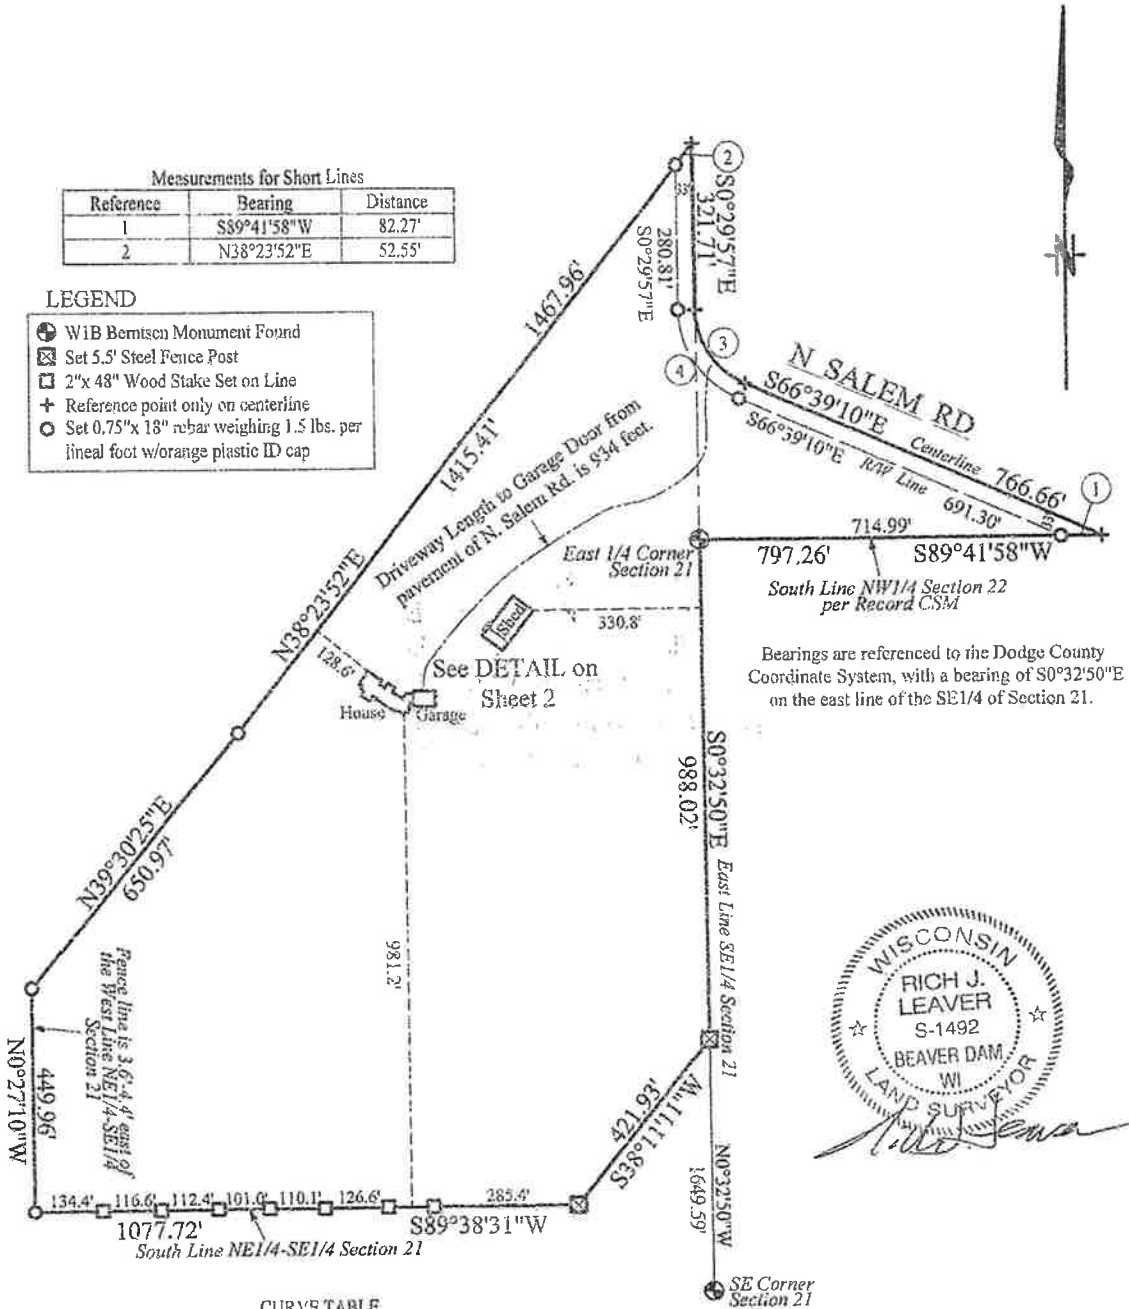 Measurements for Short Lines
Reference Bearing Distance
1 S89°41'58"W 82.27'
2 N38°23'52"E 52.55'
LEGEND
W1B Berntsen Monument Found
Set 5.5' Steel Fence Post
2"x 48" Wood Stake Set on Line
Reference point only on centerline
Set 0.75"x 18" rebar weighing 1.5 lbs. per
lineal foot w/orange plastic ID cap
2
33'
S0°29'57"E
321.71'
280.81'
S0°29'57"E
3
4
N SALEM RD
S66°39'10"E
Centerline
766.66'
S66°39'10"E
R/W Line
691.30'
33'
1
1467.96'
1415.41'
N38°23'52"E
Driveway Length to Garage Door from
pavement of N. Salem Rd. is 934 feet.
East 1/4 Corner
Section 21
714.99'
797.26'
S89°41'58"W
South Line NW1/4 Section 22
per Record CSM
Shed
330.8'
128.6'
See DETAIL on
Sheet 2
House
Garage
Bearings are referenced to the Dodge County
Coordinate System, with a bearing of S0°32'50"E
on the east line of the SE1/4 of Section 21.
S0°32'50"E
988.02'
East Line SE1/4 Section 21
N39°30'25"E
650.97'
981.2'
Fence line is 3.6'-4.4' east of
the West Line NE1/4-SE1/4
Section 21
N0°27'10"W
449.96'
421.93'
S38°11'11"W
134.4'
116.6'
112.4'
101.0'
110.1'
126.6'
285.4'
1077.72'
S89°38'31"W
South Line NE1/4-SE1/4 Section 21
N0°32'50"W
1649.59'
SE Corner
Section 21
WISCONSIN
RICH J.
LEAVER
S-1492
BEAVER DAM
WI
LAND SURVEYOR
CURVE TABLE